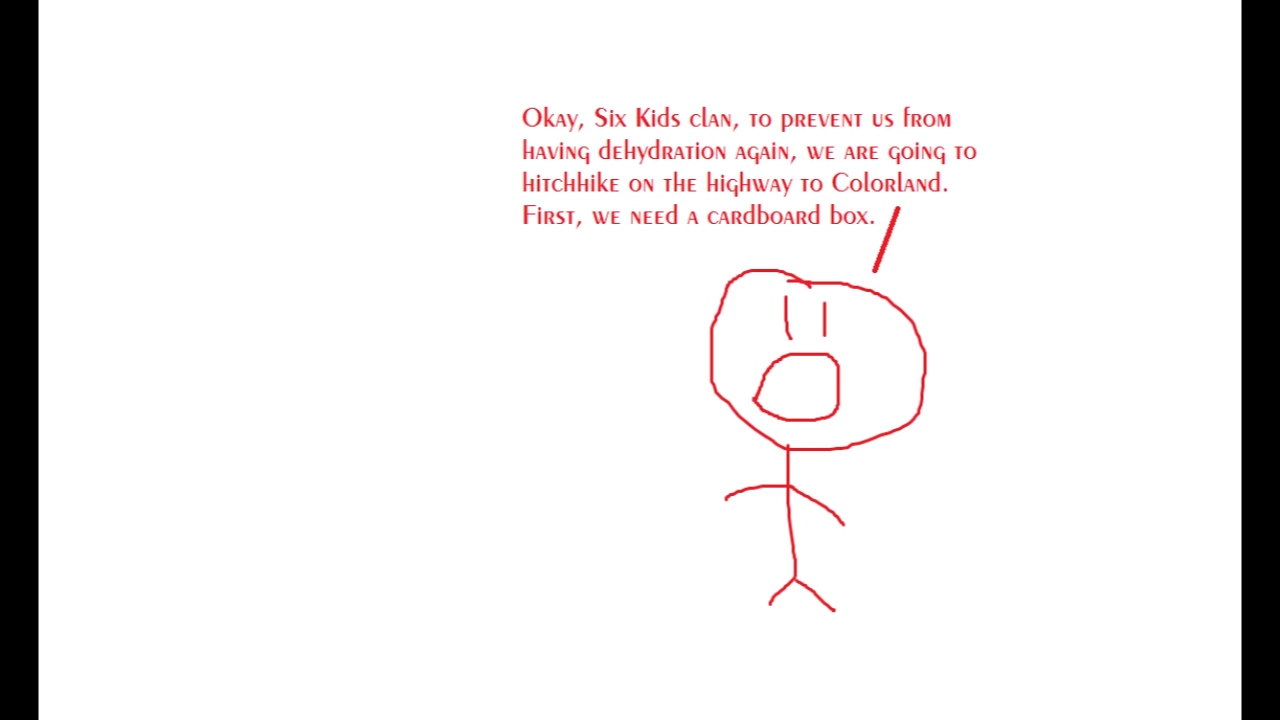 Okay, Six Kids clan, to prevent us from
having dehydration again, we are going to
hitchhike on the highway to Colorland.
First, we need a cardboard box.